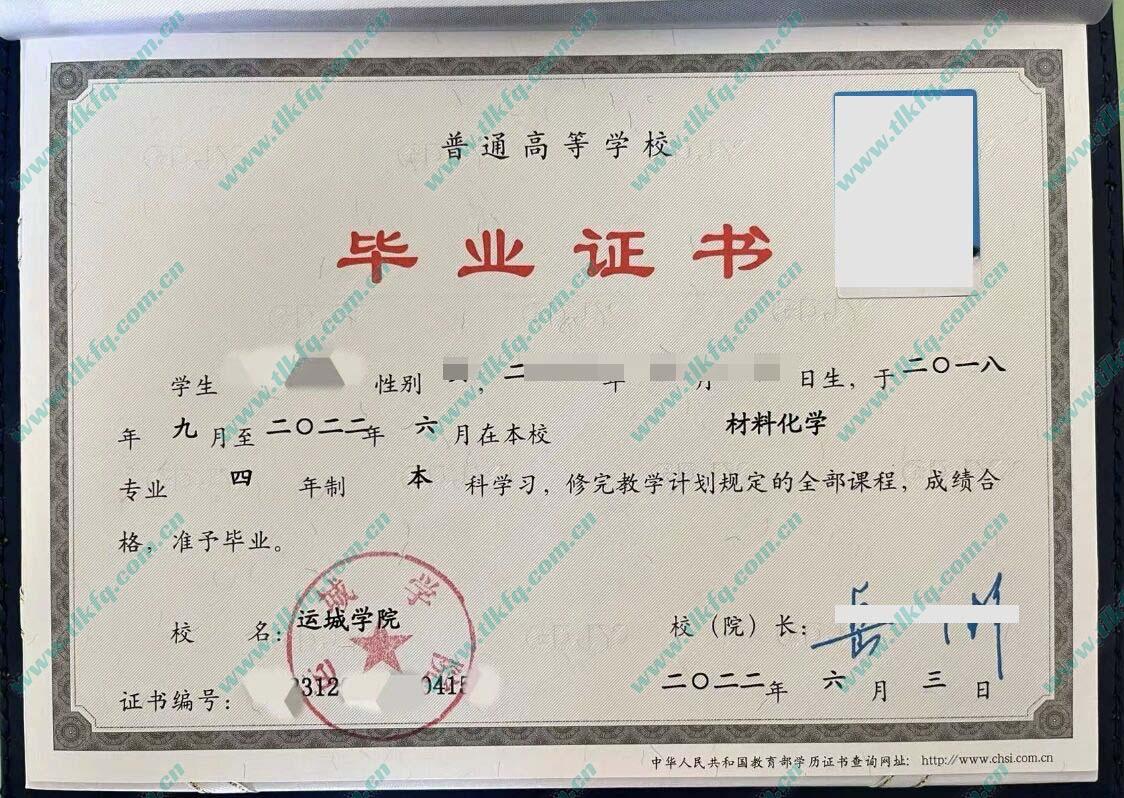 普通高等学校
毕业证书
学生 性别 ,二 年 月 日生,于二〇一八
年 九 月至 二〇二二年 六 月在本校 材料化学
专业 四 年制 本 科学习,修完教学计划规定的全部课程,成绩合
格,准予毕业。
校 名:运城学院
校(院)长:
证书编号: 312 0415
二〇二二年 六 月 三 日
中华人民共和国教育部学历证书查询网址: http://www.chsi.com.cn
www.tlkfq.com.cn